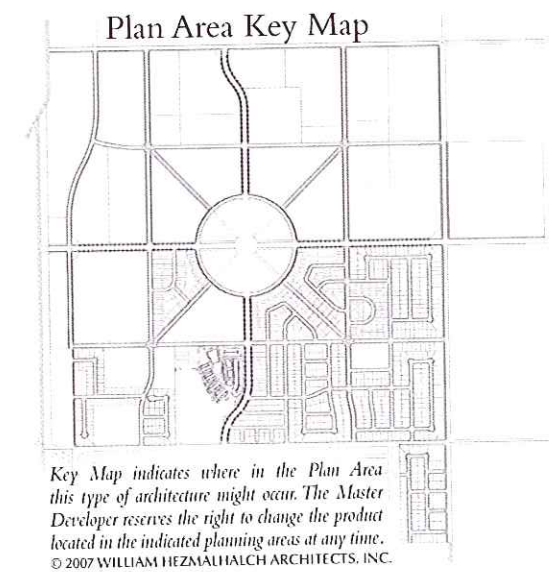 Plan Area Key Map
Key Map indicates where in the Plan Area
this type of architecture might occur. The Master
Developer reserves the right to change the product
located in the indicated planning areas at any time.
© 2007 WILLIAM HEZMALHALCH ARCHITECTS, INC.